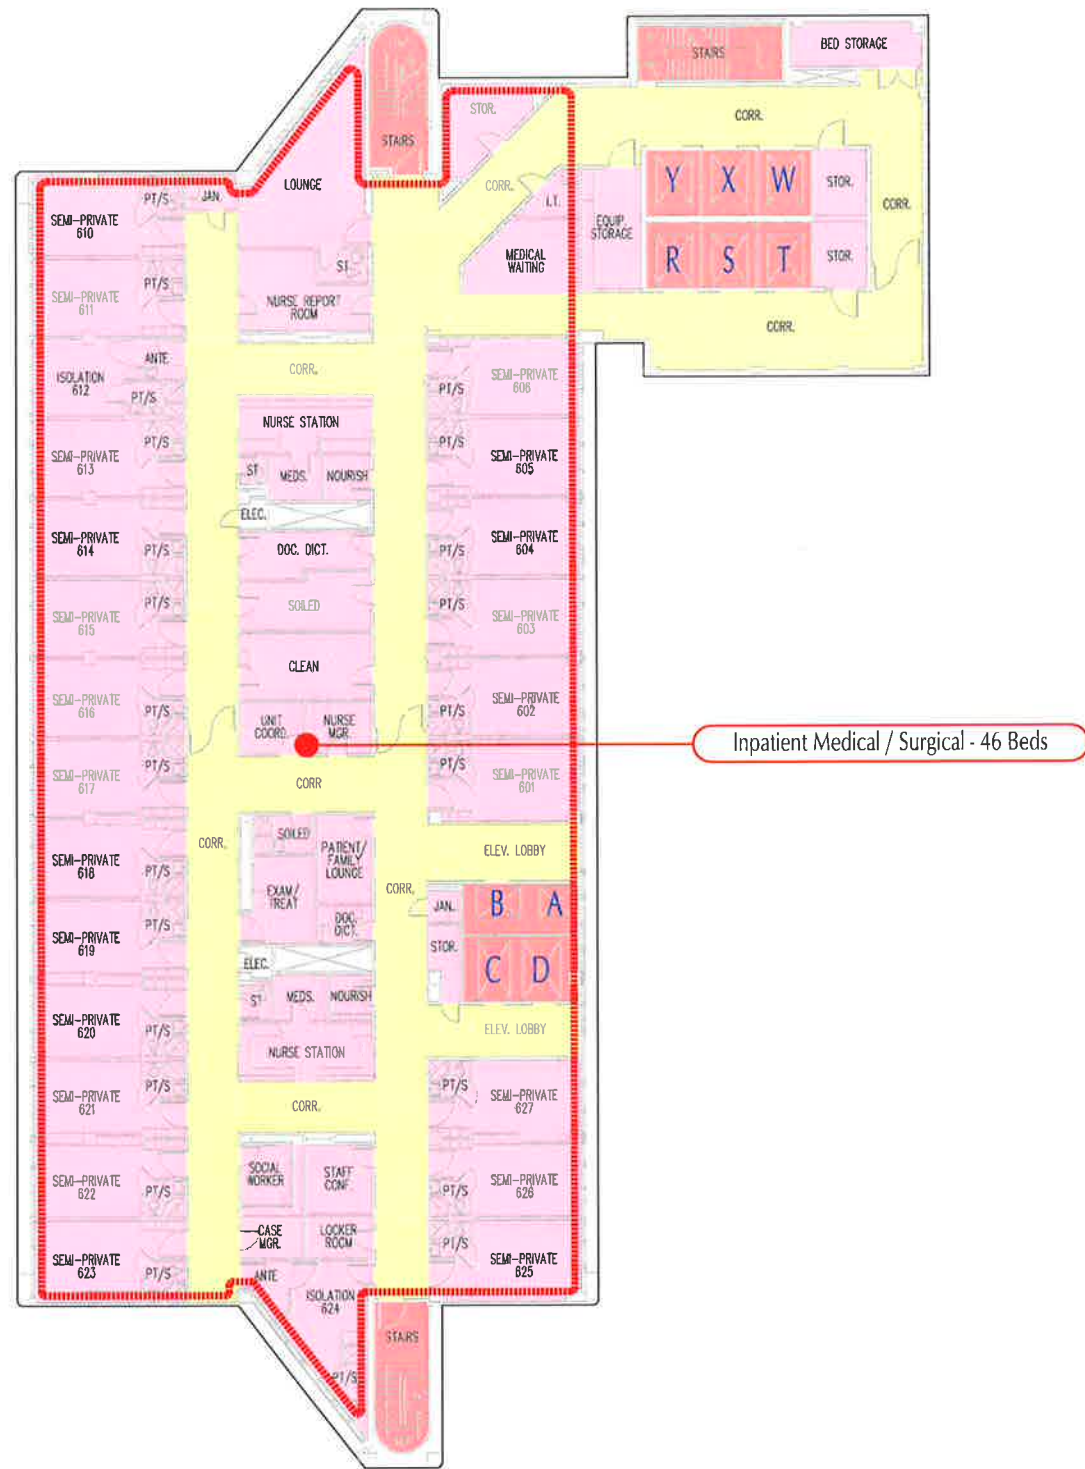 BED STORAGE
STAIRS
STOR.
CORR.
STAIRS
LOUNGE
CORR.
Y
X
W
STOR.
JAN.
PT/S
I.T.
CORR.
SEMI-PRIVATE
610
EQUIP.
STORAGE
MEDICAL
WAITING
R
S
T
STOR.
ST.
PT/S
SEMI-PRIVATE
611
NURSE REPORT
ROOM
CORR.
ANTE
ISOLATION
612
PT/S
CORR.
SEMI-PRIVATE
606
PT/S
NURSE STATION
PT/S
SEMI-PRIVATE
613
ST
MEDS.
NOURISH
PT/S
SEMI-PRIVATE
605
ELEC.
SEMI-PRIVATE
614
PT/S
DOC. DICT.
PT/S
SEMI-PRIVATE
604
PT/S
SEMI-PRIVATE
615
SOILED
PT/S
SEMI-PRIVATE
603
CLEAN
SEMI-PRIVATE
616
PT/S
UNIT
COORD.
NURSE
MGR.
PT/S
SEMI-PRIVATE
602
Inpatient Medical / Surgical - 46 Beds
PT/S
SEMI-PRIVATE
617
CORR
PT/S
SEMI-PRIVATE
601
CORR.
SOILED
PATIENT/
FAMILY
LOUNGE
ELEV. LOBBY
SEMI-PRIVATE
618
PT/S
EXAM/
TREAT
CORR.
JAN.
B
A
PT/S
DOC.
DICT.
SEMI-PRIVATE
619
STOR.
ELEC.
C
D
ST
MEDS.
NOURISH
SEMI-PRIVATE
620
PT/S
ELEV. LOBBY
NURSE STATION
PT/S
SEMI-PRIVATE
621
PT/S
SEMI-PRIVATE
627
CORR.
SOCIAL
WORKER
STAFF
CONF.
SEMI-PRIVATE
622
PT/S
PT/S
SEMI-PRIVATE
626
CASE
MGR.
LOCKER
ROOM
PT/S
SEMI-PRIVATE
623
PT/S
ANTE
SEMI-PRIVATE
625
ISOLATION
624
STAIRS
PT/S